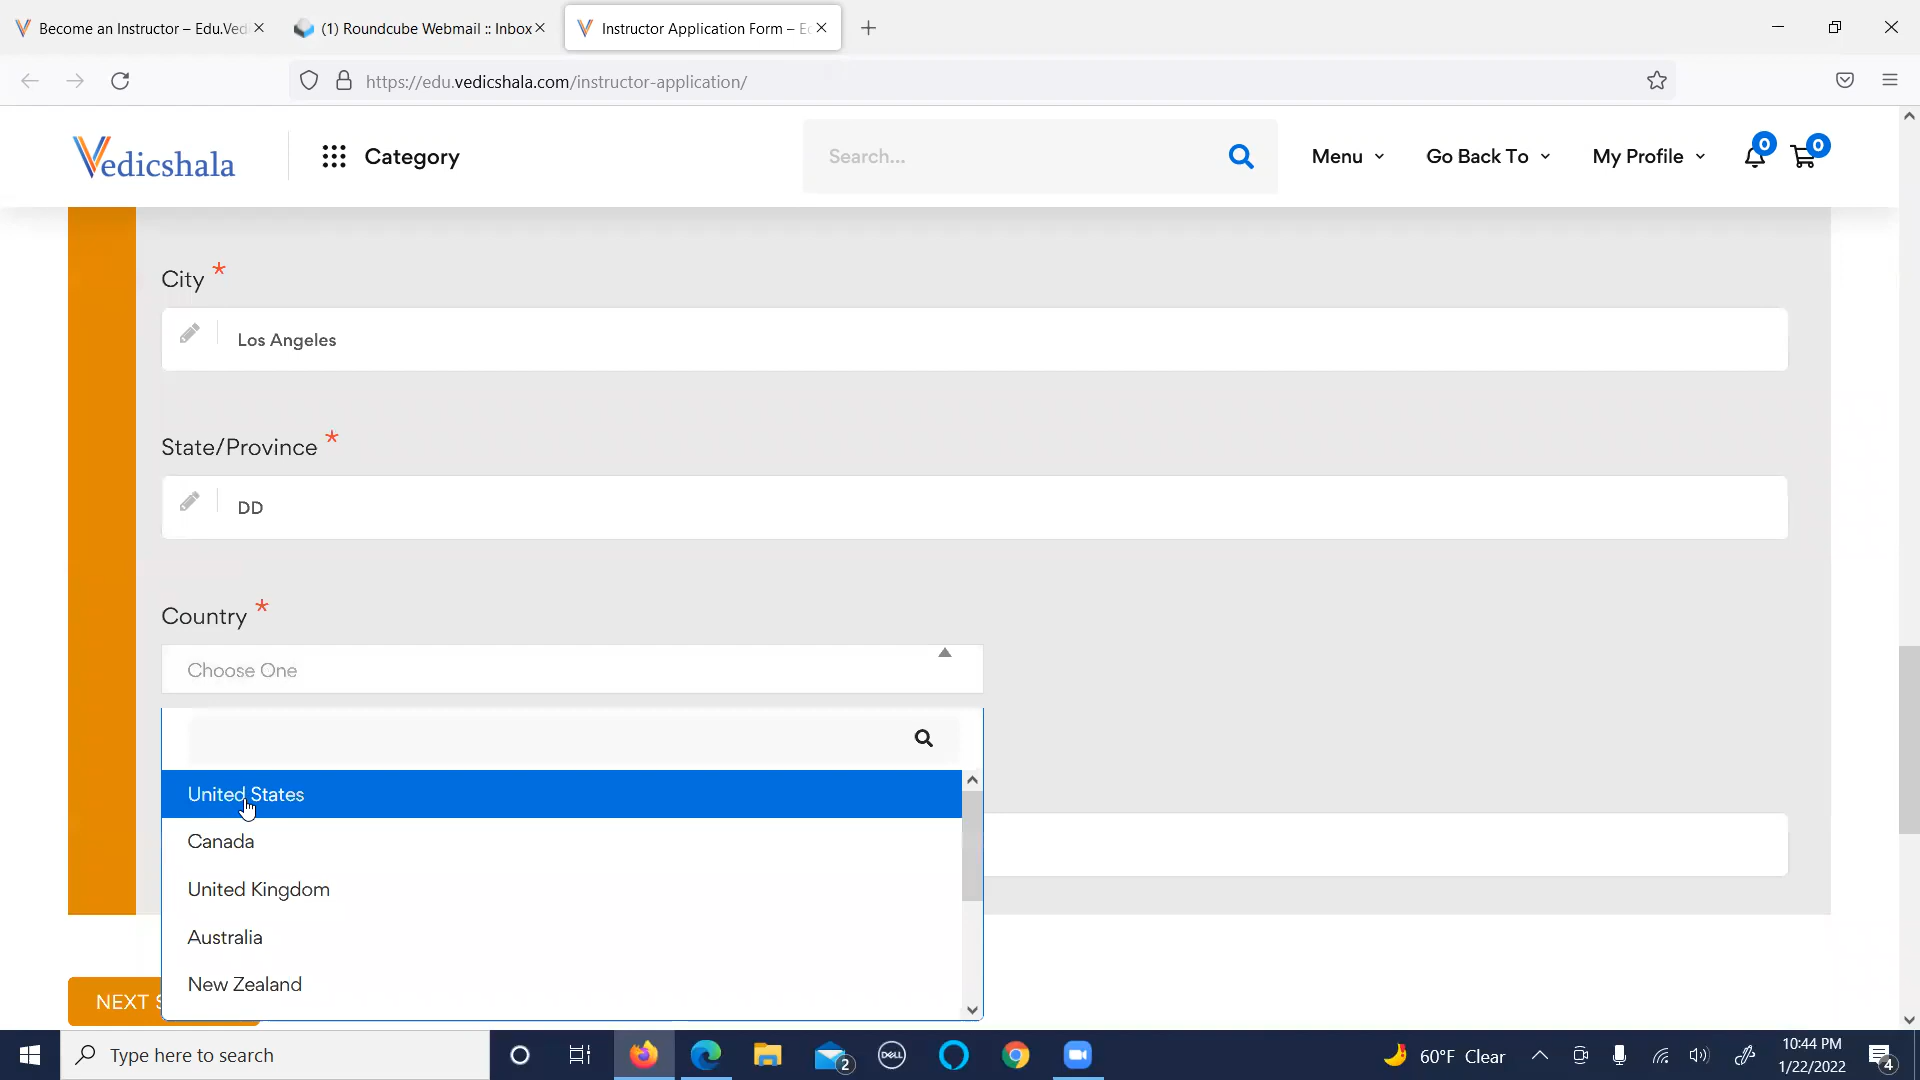 Become an Instructor – Edu.Ved
(1) Roundcube Webmail :: Inbox
Instructor Application Form – Ec
https://edu.vedicshala.com/instructor-application/
Vedicshala
Category
Search...
Menu
Go Back To
My Profile
0
0
City *
Los Angeles
State/Province *
DD
Country *
Choose One
United States
Canada
United Kingdom
Australia
New Zealand
NEXT S
Type here to search
2
DELL
60°F Clear
10:44 PM
1/22/2022
4